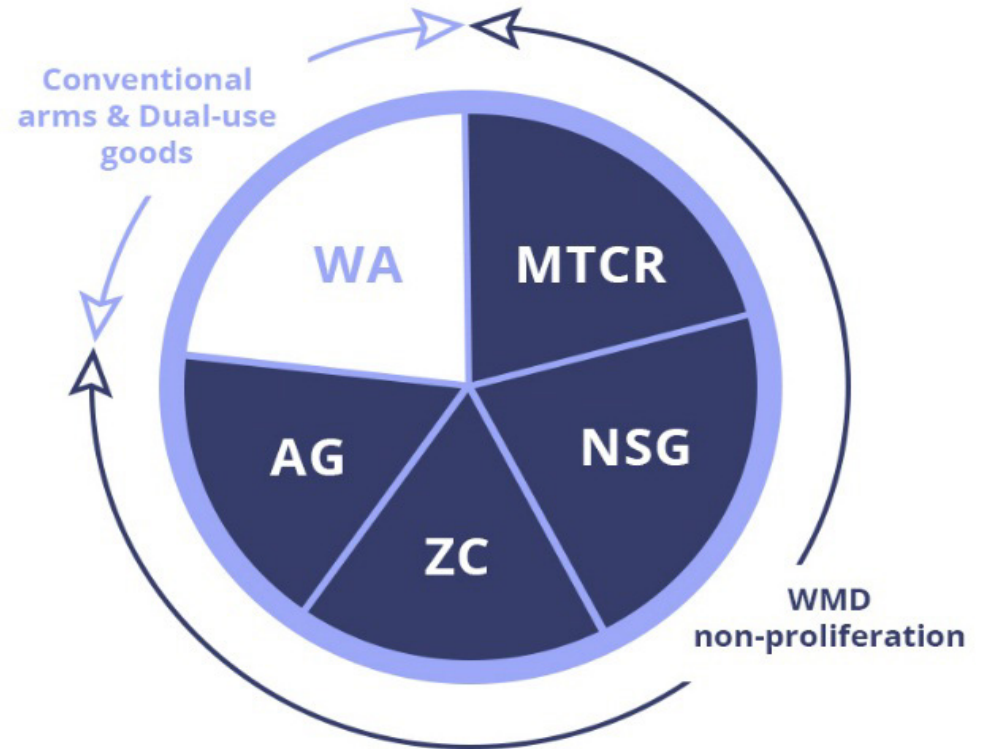 Conventional
arms & Dual-use
goods
WA
MTCR
AG
NSG
ZC
WMD
non-proliferation